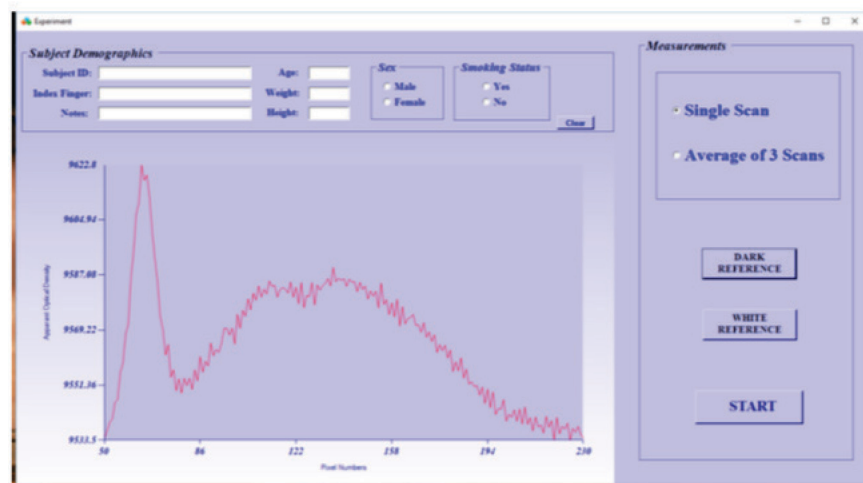 Experiment
Subject Demographics
Subject ID:
Index Finger:
Notes:
Age:
Weight:
Height:
Sex
Male
Female
Smoking Status
Yes
No
Clear
9622.8
9604.94
9587.08
9569.22
9551.36
9533.5
Apparent Optical Density
50 86 122 158 194 230
Pixel Numbers
Measurements
Single Scan
Average of 3 Scans
DARK
REFERENCE
WHITE
REFERENCE
START